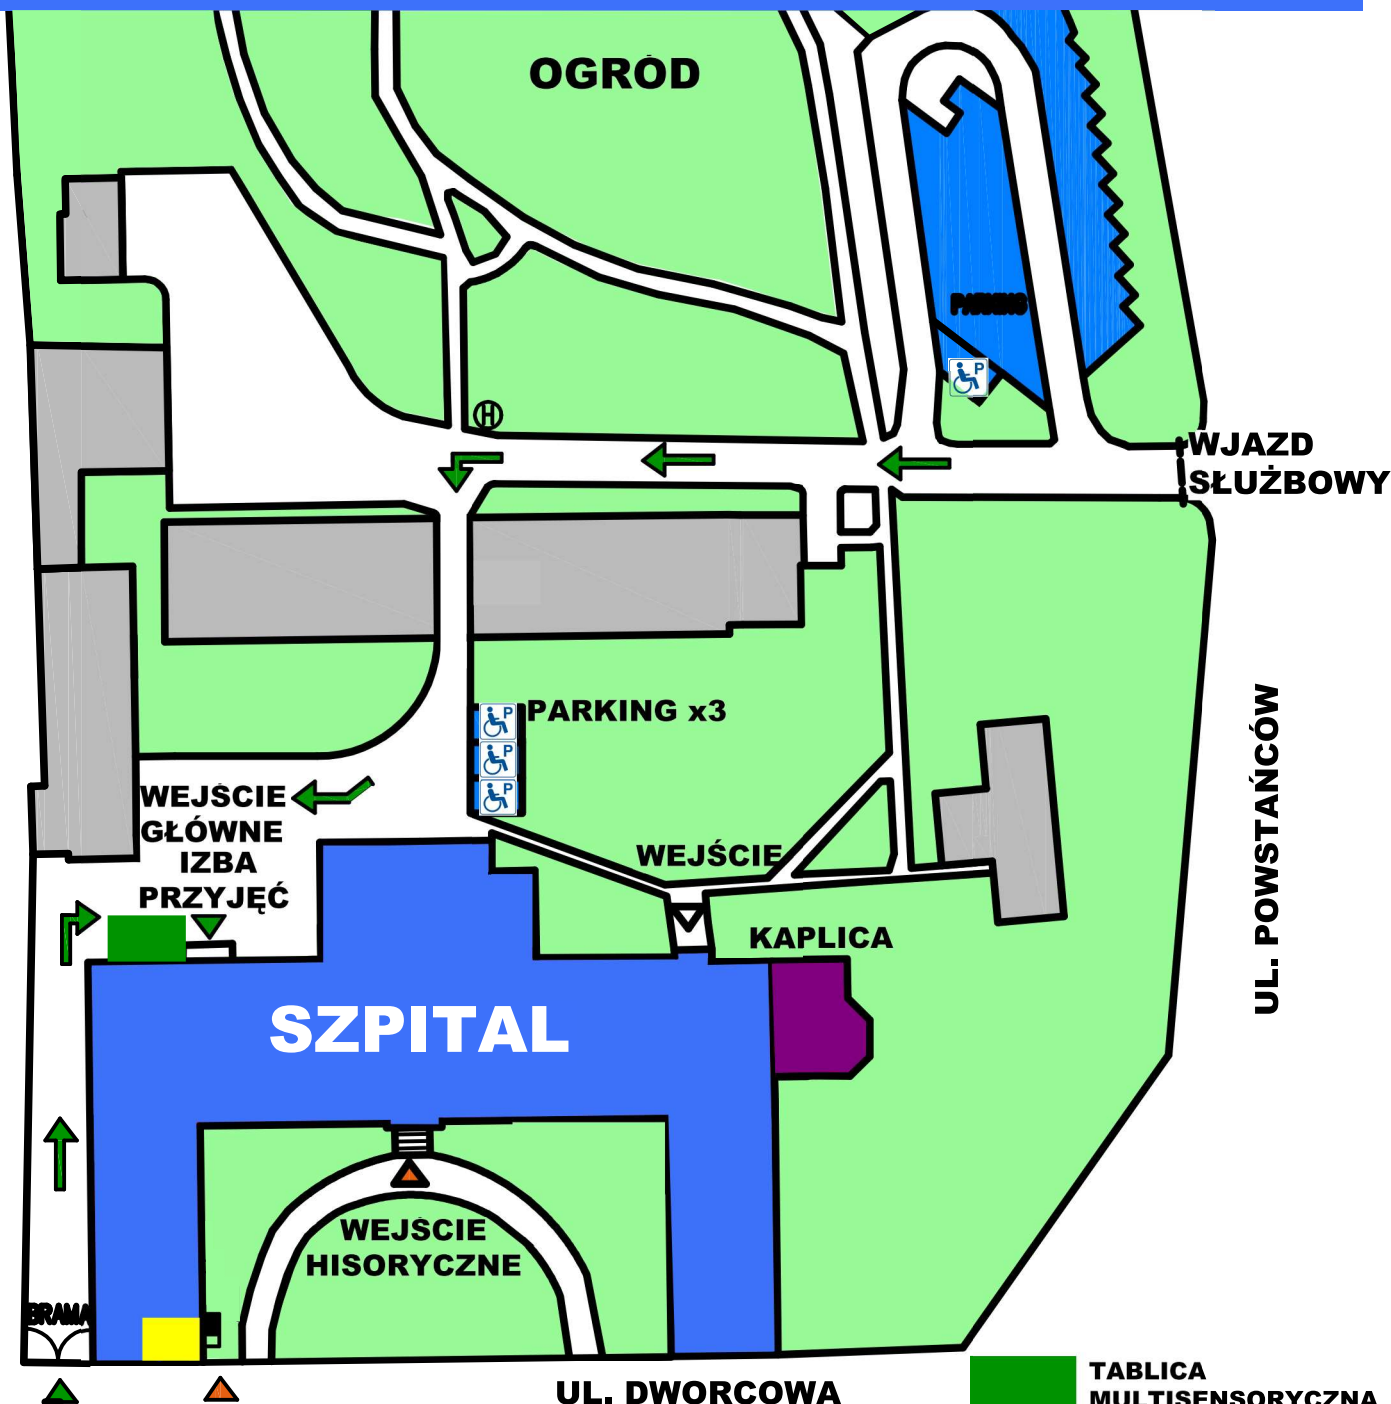 OGRÓD
PARKING
P
H
WJAZD
SŁUŻBOWY
P
PARKING x3
P
P
UL. POWSTAŃCÓW
WEJŚCIE
GŁÓWNE
IZBA
PRZYJĘĆ
WEJŚCIE
KAPLICA
SZPITAL
WEJŚCIE
HISORYCZNE
BRAMA
UL. DWORCOWA
TABLICA
MULTISENSORYCZNA